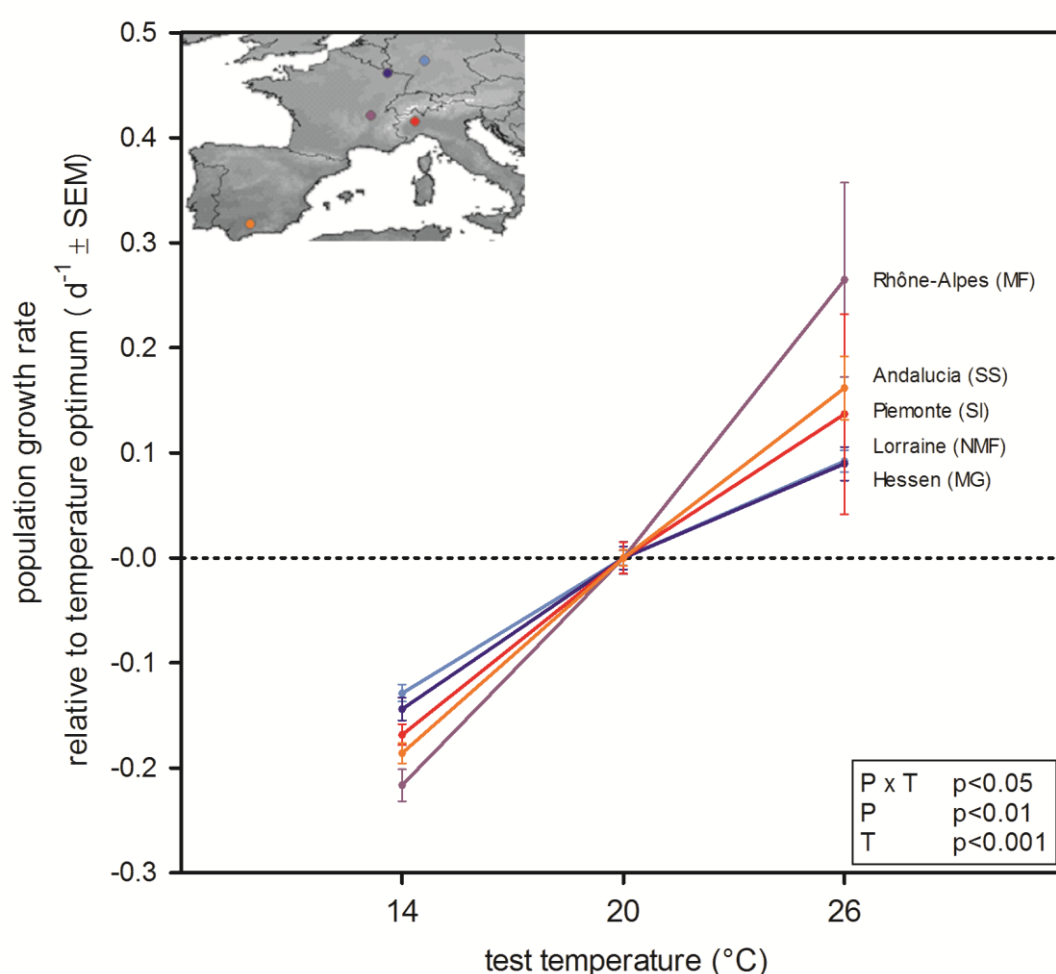 population growth rate
relative to temperature optimum ( d⁻¹ ± SEM)
0.5
0.4
0.3
0.2
0.1
-0.0
-0.1
-0.2
-0.3
Rhône-Alpes (MF)
Andalucia (SS)
Piemonte (SI)
Lorraine (NMF)
Hessen (MG)
P x T p<0.05
P p<0.01
T p<0.001
14 20 26
test temperature (°C)